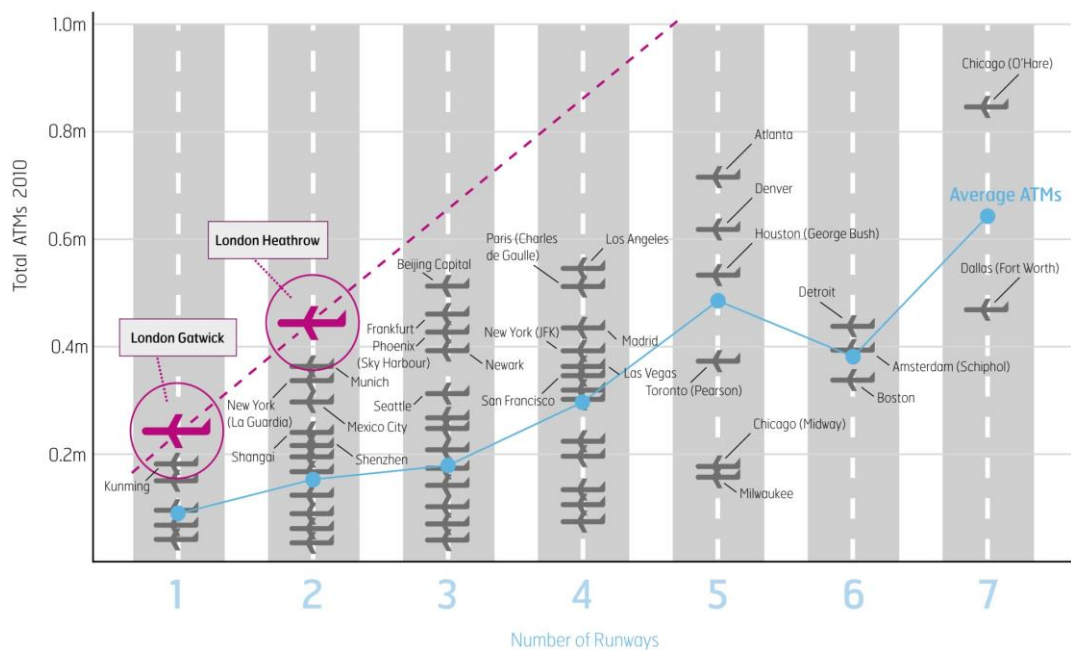 1.0m
Chicago (O'Hare)
0.8m
Atlanta
Total ATMs 2010
Denver
Average ATMs
0.6m
London Heathrow
Paris (Charles
de Gaulle)
Los Angeles
Houston (George Bush)
Beijing Capital
Dallas (Fort Worth)
Detroit
London Gatwick
Frankfurt
Phoenix
(Sky Harbour)
New York (JFK)
Madrid
0.4m
Newark
Las Vegas
Amsterdam (Schiphol)
Munich
Toronto (Pearson)
New York
(La Guardia)
Seattle
San Francisco
Boston
Mexico City
Chicago (Midway)
Shangai
Shenzhen
0.2m
Kunming
Milwaukee
1 2 3 4 5 6 7
Number of Runways